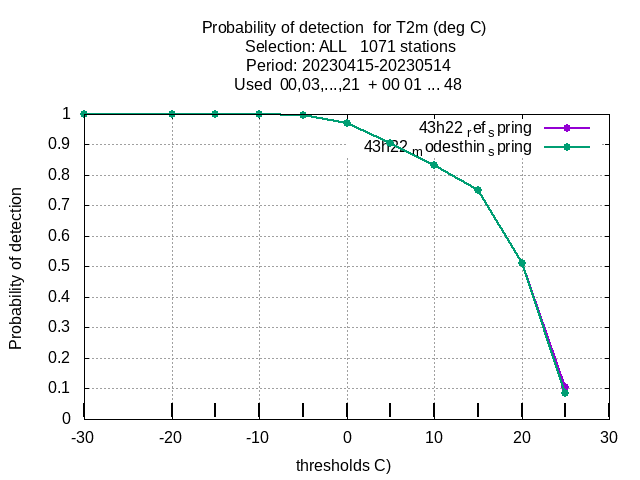 Probability of detection  for T2m (deg C)
Selection: ALL   1071 stations
Period: 20230415-20230514
Used  00,03,...,21  + 00 01 ... 48
43h22 ref spring
43h22 modesthin spring
Probability of detection
1
0.9
0.8
0.7
0.6
0.5
0.4
0.3
0.2
0.1
0
-30 -20 -10 0 10 20 30
thresholds C)